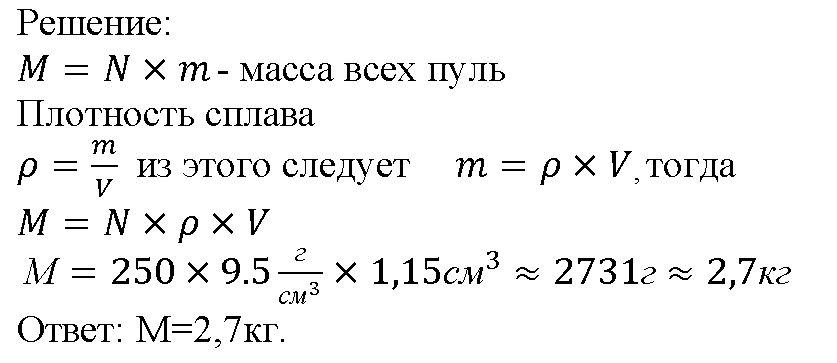 Решение:
M = N × m - масса всех пуль
Плотность сплава
ρ = m/V из этого следует m = ρ × V, тогда
M = N × ρ × V
M = 250 × 9.5 г/см³ × 1,15см³ ≈ 2731г ≈ 2,7кг
Ответ: М=2,7кг.